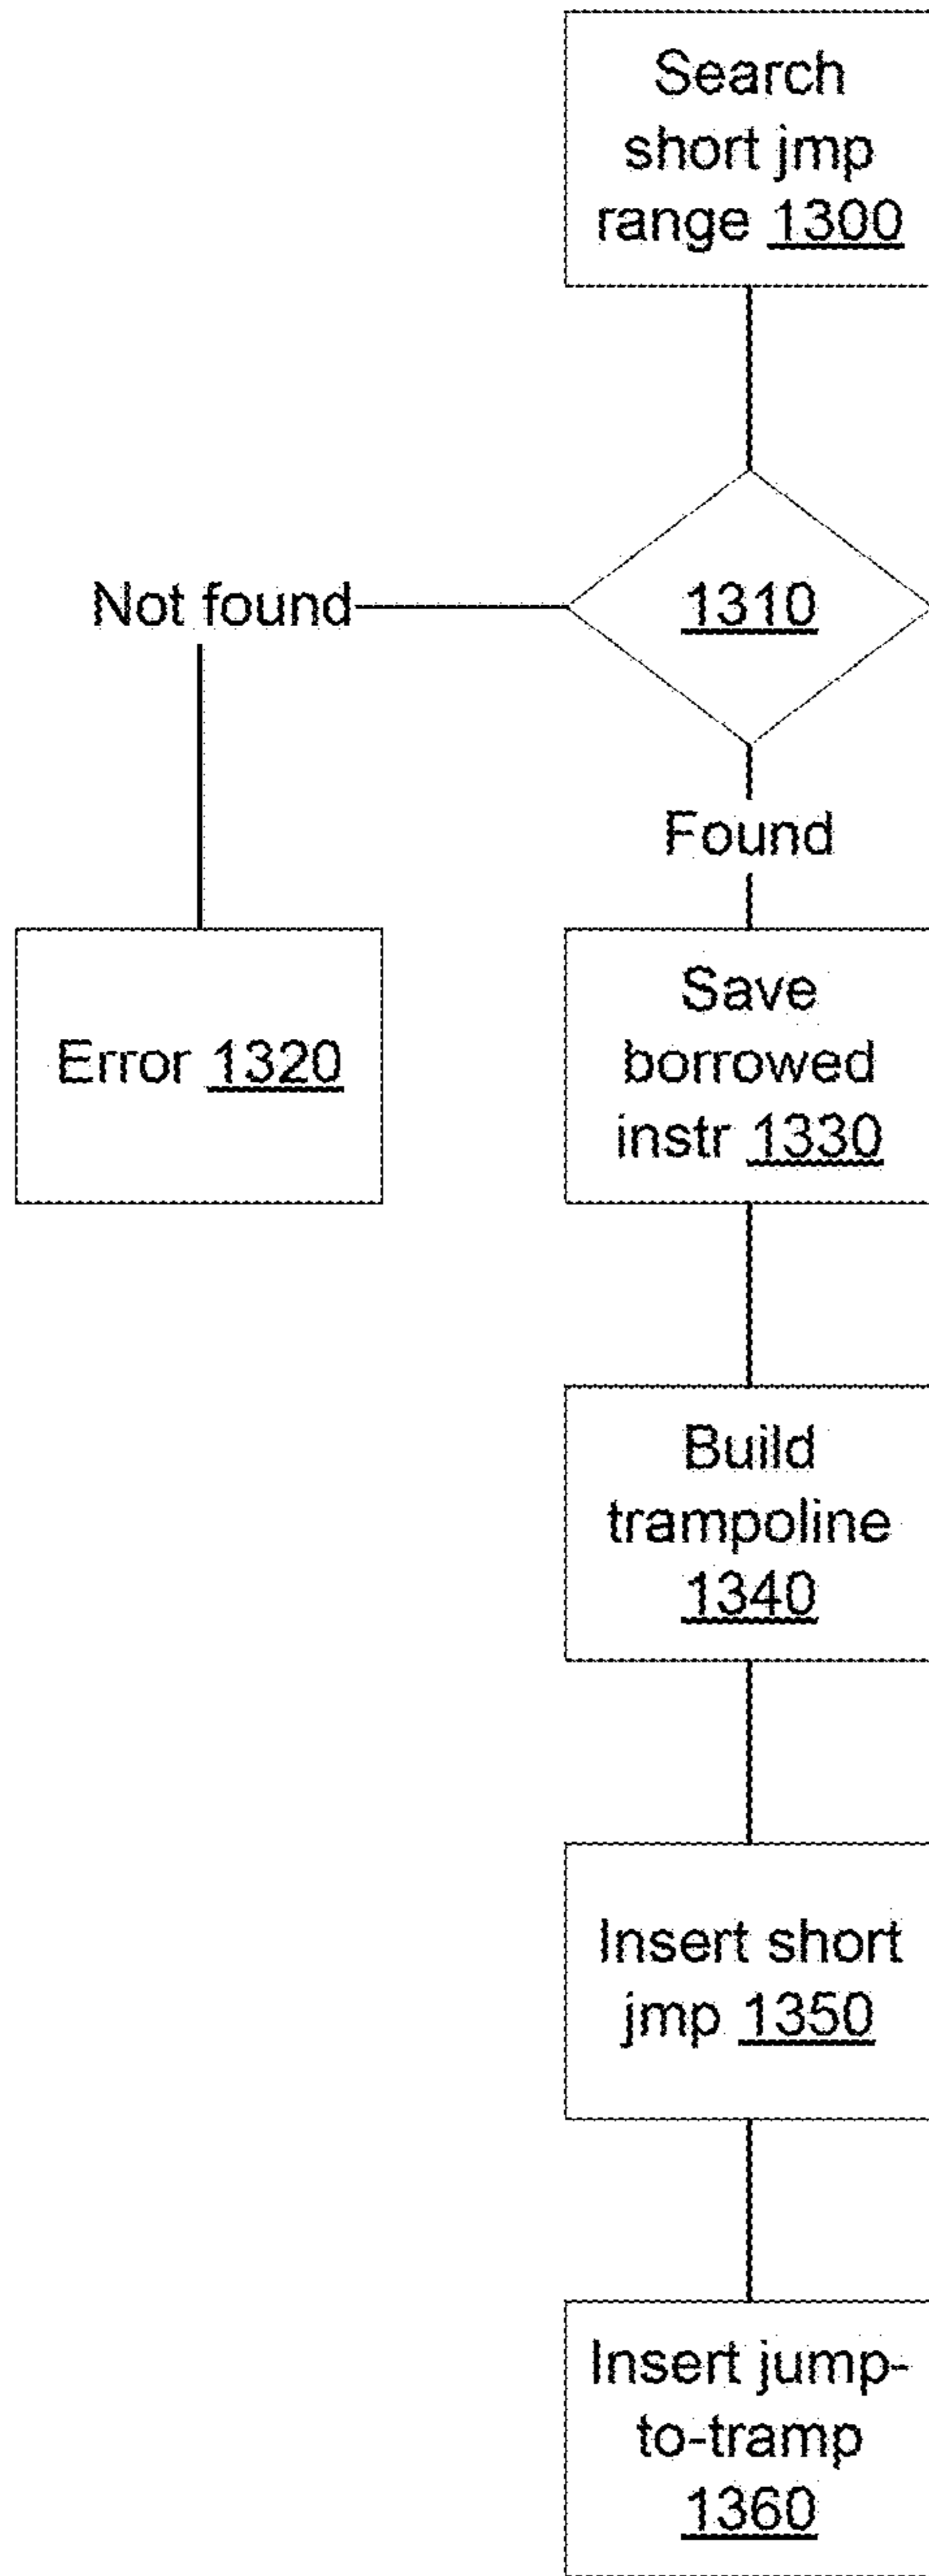 Search
short jmp
range 1300
1310
Not found
Found
Error 1320
Save
borrowed
instr 1330
Build
trampoline
1340
Insert short
jmp 1350
Insert jump-
to-tramp
1360